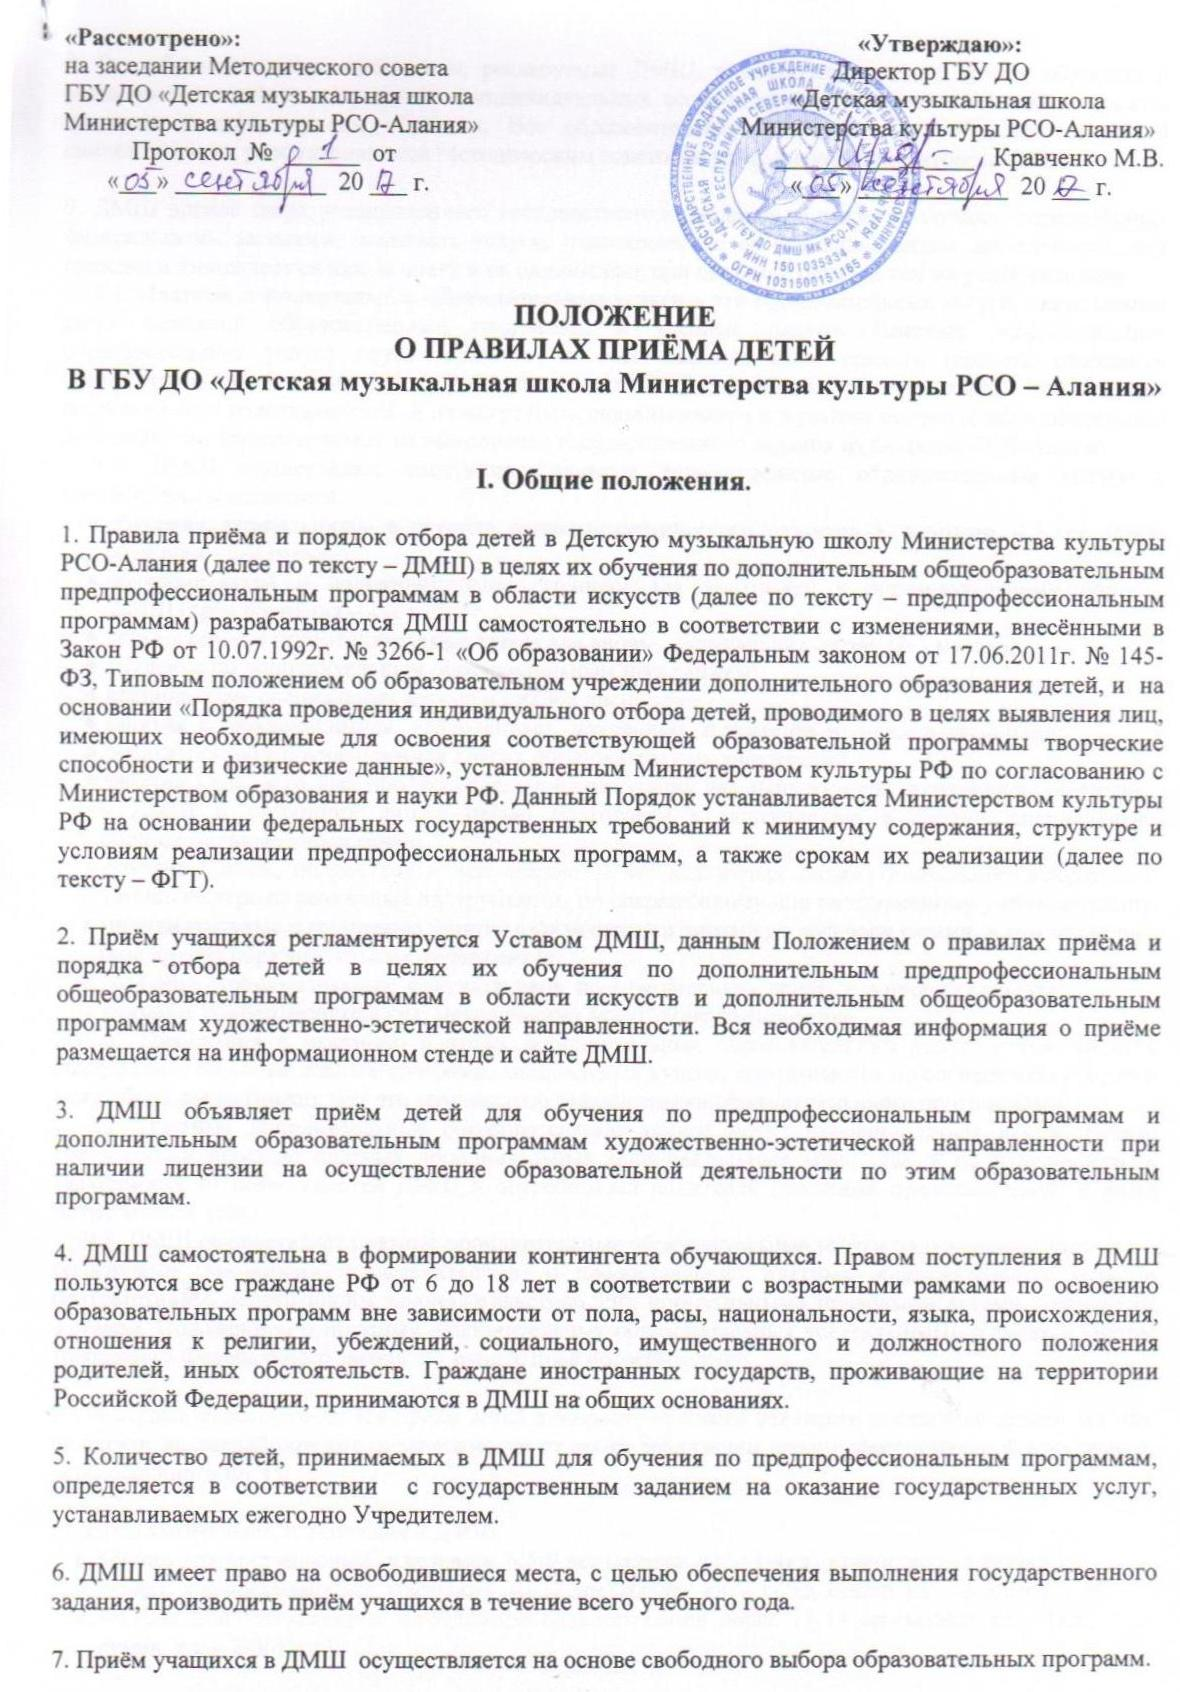 «Рассмотрено»:
на заседании Методического совета
ГБУ ДО «Детская музыкальная школа
Министерства культуры РСО-Алания»
Протокол № 1 от
«05» сентября 2017 г.
«Утверждаю»:
Директор ГБУ ДО
«Детская музыкальная школа
Министерства культуры РСО-Алания»
Кравченко М.В.
«05» сентября 2017 г.
ГБУ ДО ДМШ МК РСО-А
ИНН 1501035334
ОГРН 1031500151165
ПОЛОЖЕНИЕ
О ПРАВИЛАХ ПРИЁМА ДЕТЕЙ
В ГБУ ДО «Детская музыкальная школа Министерства культуры РСО – Алания»
I. Общие положения.
1. Правила приёма и порядок отбора детей в Детскую музыкальную школу Министерства культуры
РСО-Алания (далее по тексту – ДМШ) в целях их обучения по дополнительным общеобразовательным
предпрофессиональным программам в области искусств (далее по тексту – предпрофессиональным
программам) разрабатываются ДМШ самостоятельно в соответствии с изменениями, внесёнными в
Закон РФ от 10.07.1992г. № 3266-1 «Об образовании» Федеральным законом от 17.06.2011г. № 145-
ФЗ, Типовым положением об образовательном учреждении дополнительного образования детей, и на
основании «Порядка проведения индивидуального отбора детей, проводимого в целях выявления лиц,
имеющих необходимые для освоения соответствующей образовательной программы творческие
способности и физические данные», установленным Министерством культуры РФ по согласованию с
Министерством образования и науки РФ. Данный Порядок устанавливается Министерством культуры
РФ на основании федеральных государственных требований к минимуму содержания, структуре и
условиям реализации предпрофессиональных программ, а также срокам их реализации (далее по
тексту – ФГТ).
2. Приём учащихся регламентируется Уставом ДМШ, данным Положением о правилах приёма и
порядка отбора детей в целях их обучения по дополнительным предпрофессиональным
общеобразовательным программам в области искусств и дополнительным общеобразовательным
программам художественно-эстетической направленности. Вся необходимая информация о приёме
размещается на информационном стенде и сайте ДМШ.
3. ДМШ объявляет приём детей для обучения по предпрофессиональным программам и
дополнительным образовательным программам художественно-эстетической направленности при
наличии лицензии на осуществление образовательной деятельности по этим образовательным
программам.
4. ДМШ самостоятельна в формировании контингента обучающихся. Правом поступления в ДМШ
пользуются все граждане РФ от 6 до 18 лет в соответствии с возрастными рамками по освоению
образовательных программ вне зависимости от пола, расы, национальности, языка, происхождения,
отношения к религии, убеждений, социального, имущественного и должностного положения
родителей, иных обстоятельств. Граждане иностранных государств, проживающие на территории
Российской Федерации, принимаются в ДМШ на общих основаниях.
5. Количество детей, принимаемых в ДМШ для обучения по предпрофессиональным программам,
определяется в соответствии с государственным заданием на оказание государственных услуг,
устанавливаемых ежегодно Учредителем.
6. ДМШ имеет право на освободившиеся места, с целью обеспечения выполнения государственного
задания, производить приём учащихся в течение всего учебного года.
7. Приём учащихся в ДМШ осуществляется на основе свободного выбора образовательных программ.